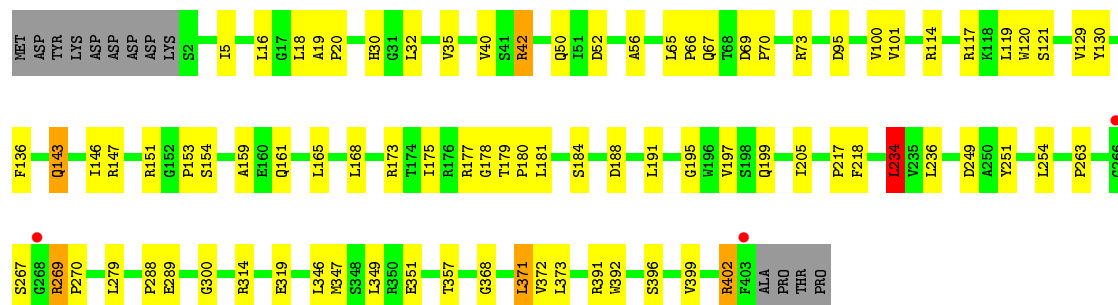 MET ASP TYR LYS ASP ASP ASP ASP LYS S2 I5 L16 G17 L18 A19 P20 H30 G31 L32 V35 V40 S41 R42 Q50 I51 D52 A56 L65 P66 Q67 T68 D69 P70 R73 D95 V100 V101 R114 R117 K118 L119 W120 S121 V129 Y130
F136 Q143 I146 R147 R151 G152 P153 S154 A159 E160 Q161 L165 L168 R173 T174 I175 R176 R177 G178 T179 P180 L181 S184 D188 L191 G195 W196 V197 S198 Q199 I205 P217 F218 L234 V235 L236 D249 A250 Y251 L254 P263 G266
S267 G268 R269 P270 L279 P288 E289 G300 R314 E319 L346 M347 S348 L349 R350 E351 T357 G368 L371 V372 L373 R391 W392 S396 V399 R402 F403 ALA PRO THR PRO